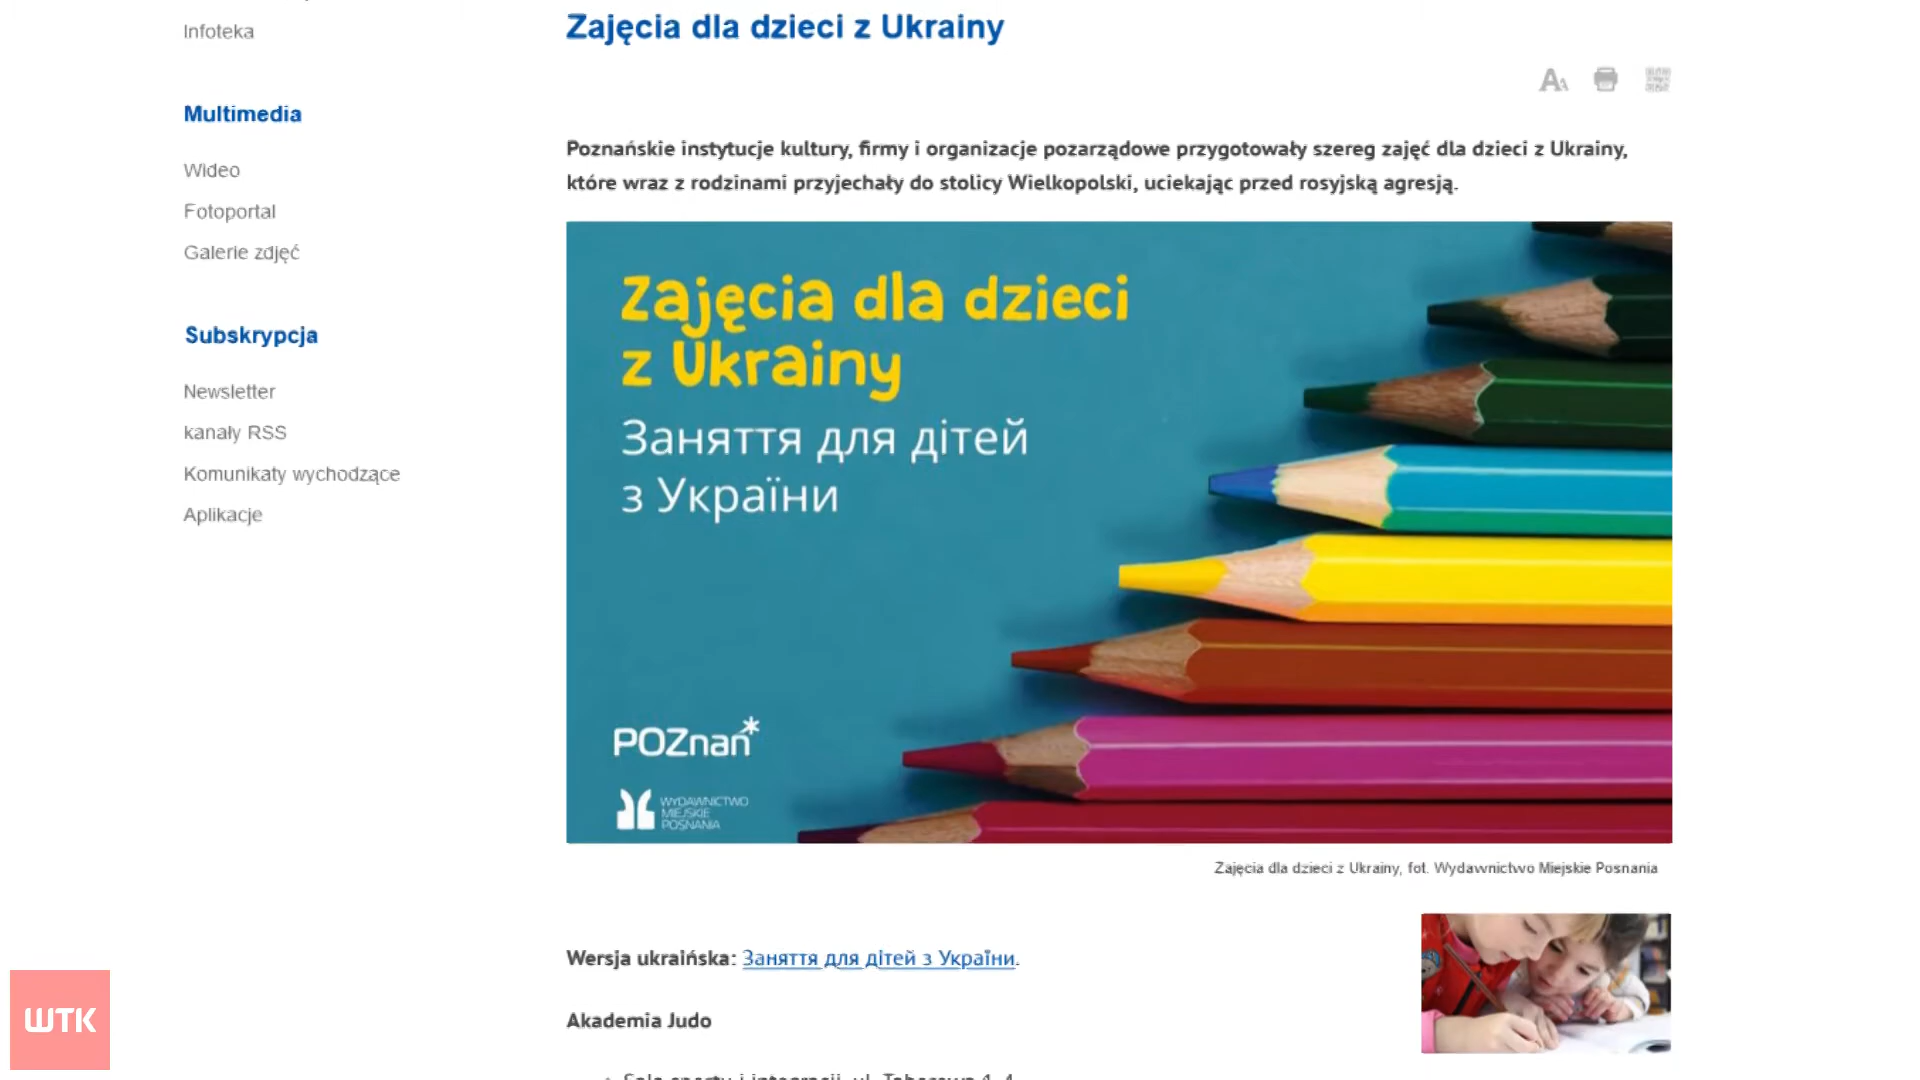 Infoteka
Multimedia
Wideo
Fotoportal
Galerie zdjęć
Subskrypcja
Newsletter
kanały RSS
Komunikaty wychodzące
Aplikacje
Zajęcia dla dzieci z Ukrainy
Poznańskie instytucje kultury, firmy i organizacje pozarządowe przygotowały szereg zajęć dla dzieci z Ukrainy,
które wraz z rodzinami przyjechały do stolicy Wielkopolski, uciekając przed rosyjską agresją.
Zajęcia dla dzieci
z Ukrainy
Заняття для дітей
з України
POZnań*
WYDAWNICTWO
MIEJSKIE
POSNANIA
Zajęcia dla dzieci z Ukrainy, fot. Wydawnictwo Miejskie Posnania
Wersja ukraińska: Заняття для дітей з України.
Akademia Judo
WTK